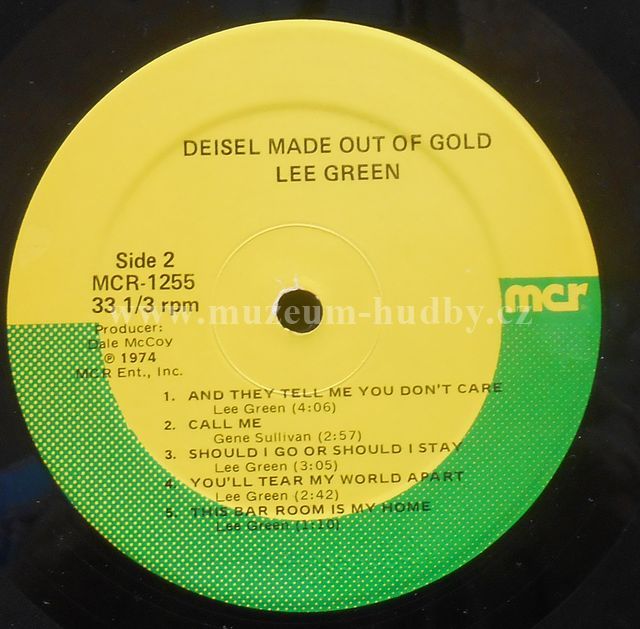 DEISEL MADE OUT OF GOLD
LEE GREEN
Side 2
MCR-1255
33 1/3 rpm
mcr
www.muzeum-hudby.cz
Producer:
Dale McCoy
℗ 1974
MCR Ent., Inc.
1. AND THEY TELL ME YOU DON'T CARE
Lee Green (4:06)
2. CALL ME
Gene Sullivan (2:57)
3. SHOULD I GO OR SHOULD I STAY
Lee Green (3:05)
4. YOU'LL TEAR MY WORLD APART
Lee Green (2:42)
5. THIS BAR ROOM IS MY HOME
Lee Green (1:10)